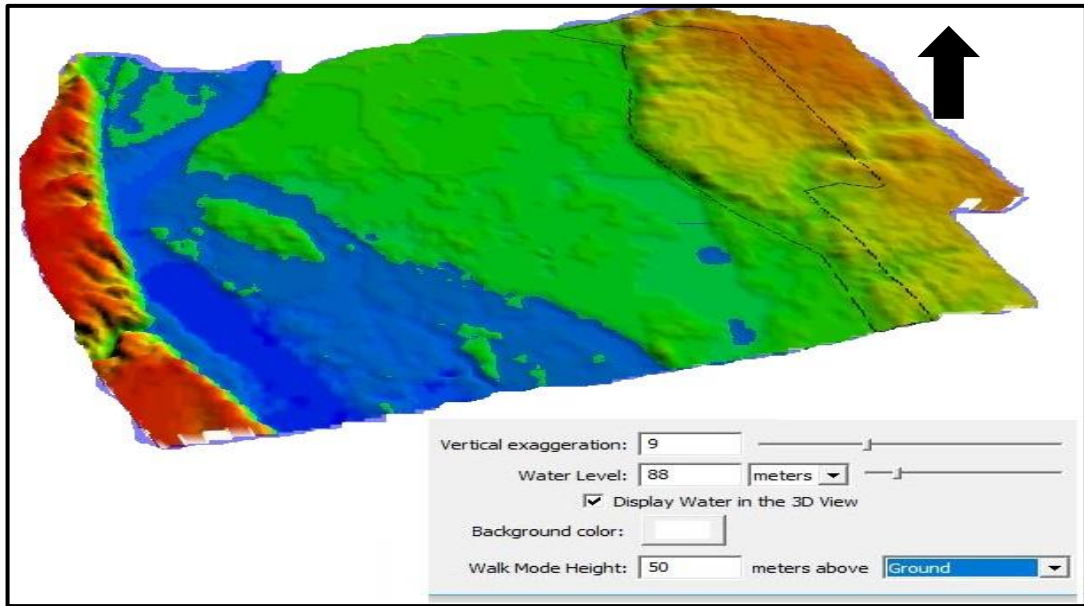 Vertical exaggeration: 9
Water Level: 88 meters
Display Water in the 3D View
Background color:
Walk Mode Height: 50 meters above Ground